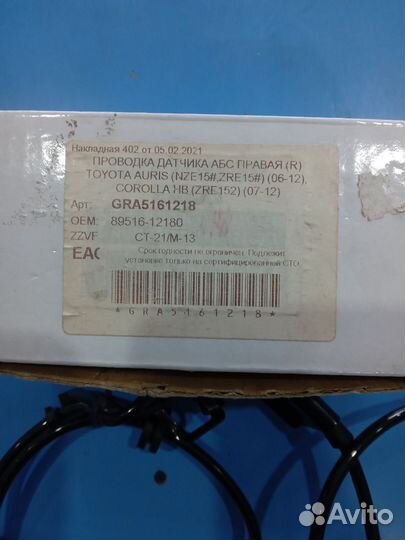 Накладная 402 от 05.02.2021
ПРОВОДКА ДАТЧИКА АБС ПРАВАЯ (R)
TOYOTA AURIS (NZE15#,ZRE15#) (06-12),
COROLLA HB (ZRE152) (07-12)
Арт: GRA5161218
OEM: 89516-12180
ZZVF CT-21/M-13
EAC Срок годности не ограничен. Подлежит
установке только на сертифицированной СТО.
*GRA5161218*
Avito